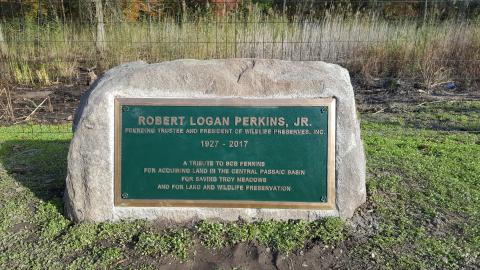 ROBERT LOGAN PERKINS, JR.
FOUNDING TRUSTEE AND PRESIDENT OF WILDLIFE PRESERVES, INC.
1927 - 2017
A TRIBUTE TO BOB PERKINS
FOR ACQUIRING LAND IN THE CENTRAL PASSAIC BASIN
FOR SAVING TROY MEADOWS
AND FOR LAND AND WILDLIFE PRESERVATION